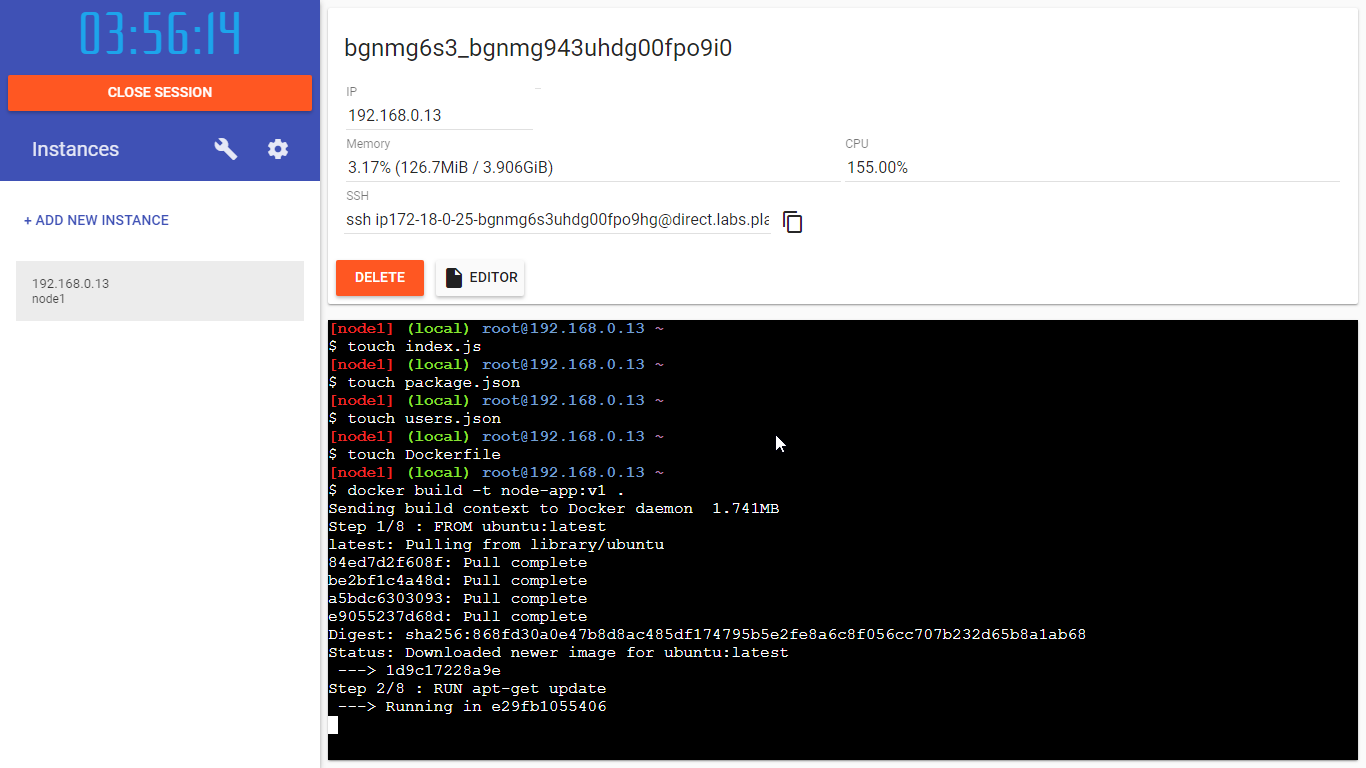 03:56:14
CLOSE SESSION
Instances
+ ADD NEW INSTANCE
192.168.0.13
node1
bgnmg6s3_bgnmg943uhdg00fpo9i0
IP
192.168.0.13
Memory
3.17% (126.7MiB / 3.906GiB)
CPU
155.00%
SSH
ssh ip172-18-0-25-bgnmg6s3uhdg00fpo9hg@direct.labs.pla
DELETE
EDITOR
[node1] (local) root@192.168.0.13 ~
$ touch index.js
[node1] (local) root@192.168.0.13 ~
$ touch package.json
[node1] (local) root@192.168.0.13 ~
$ touch users.json
[node1] (local) root@192.168.0.13 ~
$ touch Dockerfile
[node1] (local) root@192.168.0.13 ~
$ docker build -t node-app:v1 .
Sending build context to Docker daemon  1.741MB
Step 1/8 : FROM ubuntu:latest
latest: Pulling from library/ubuntu
84ed7d2f608f: Pull complete
be2bf1c4a48d: Pull complete
a5bdc6303093: Pull complete
e9055237d68d: Pull complete
Digest: sha256:868fd30a0e47b8d8ac485df174795b5e2fe8a6c8f056cc707b232d65b8a1ab68
Status: Downloaded newer image for ubuntu:latest
 ---> 1d9c17228a9e
Step 2/8 : RUN apt-get update
 ---> Running in e29fb1055406